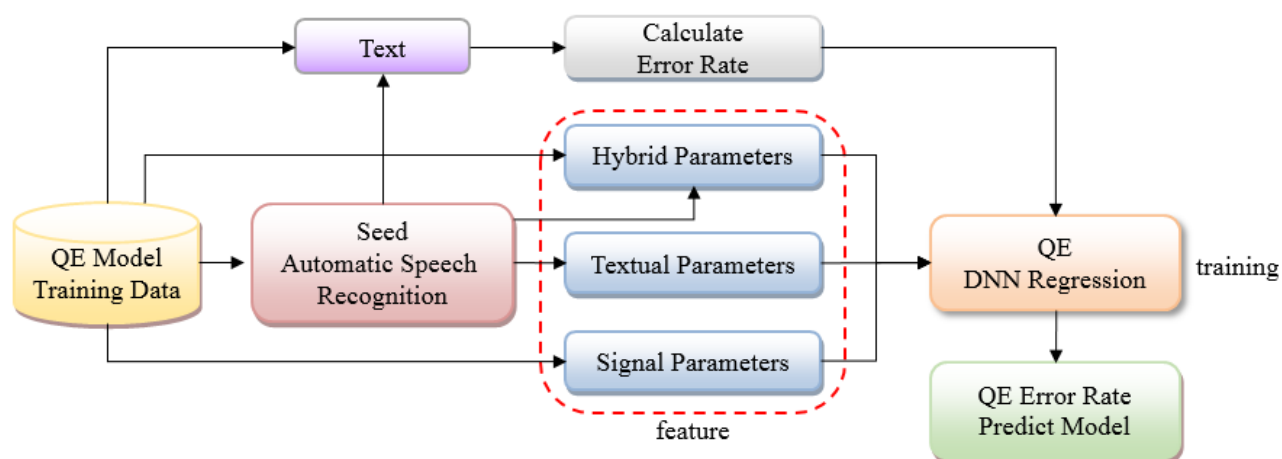 Text
Calculate
Error Rate
Hybrid Parameters
QE Model
Training Data
Seed
Automatic Speech
Recognition
Textual Parameters
QE
DNN Regression
training
Signal Parameters
feature
QE Error Rate
Predict Model